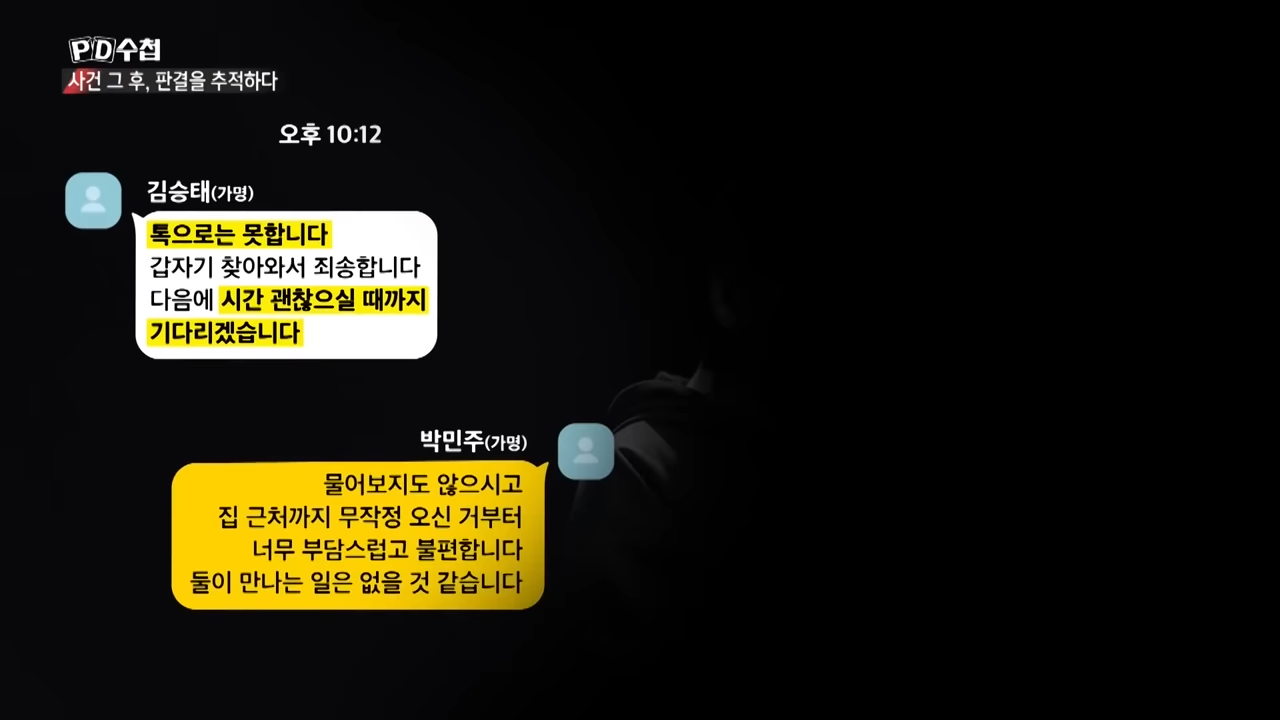 PD수첩
사건 그 후, 판결을 추적하다
오후 10:12
김승태(가명)
톡으로는 못합니다
갑자기 찾아와서 죄송합니다
다음에 시간 괜찮으실 때까지
기다리겠습니다
박민주(가명)
물어보지도 않으시고
집 근처까지 무작정 오신 거부터
너무 부담스럽고 불편합니다
둘이 만나는 일은 없을 것 같습니다